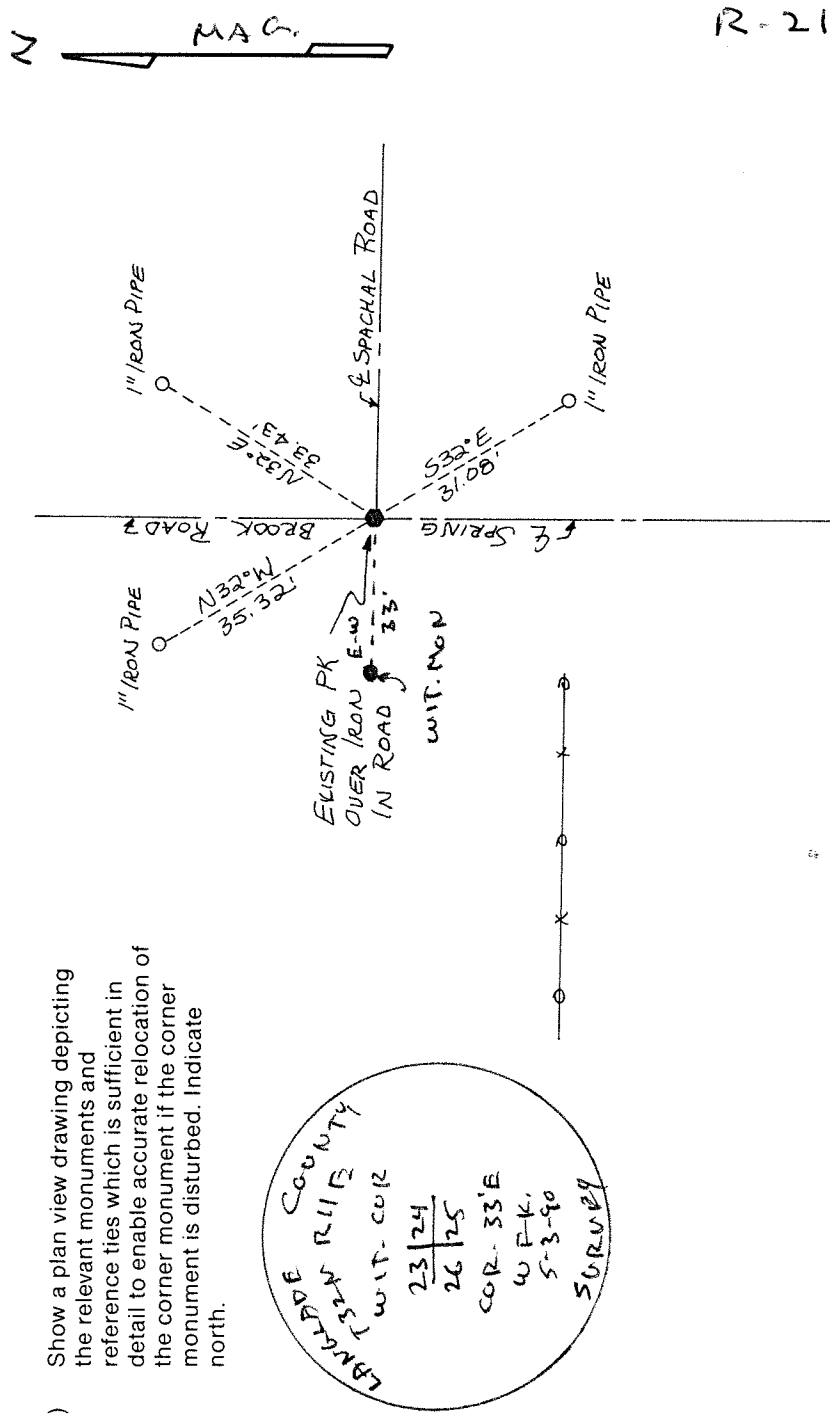 R-21
N MAG.
Show a plan view drawing depicting
the relevant monuments and
reference ties which is sufficient in
detail to enable accurate relocation of
the corner monument if the corner
monument is disturbed. Indicate
north.
1" IRON PIPE
N32°W
35.32'
1" IRON PIPE
N32°E
33.43'
℄ SPACHAL ROAD
℄ SPRING BROOK ROAD
S32°E
31.08'
1" IRON PIPE
EXISTING PK
OVER IRON
IN ROAD
E-W
33'
WIT. MON
LANGLADE COUNTY
T32N R11E
WIT. COR
23|24
26|25
COR. 33'E
WFK.
5-3-90
SURVEY